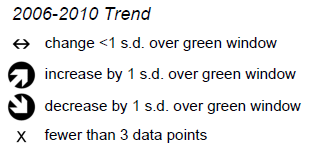 2006-2010 Trend
↔ change <1 s.d. over green window
increase by 1 s.d. over green window
decrease by 1 s.d. over green window
x fewer than 3 data points